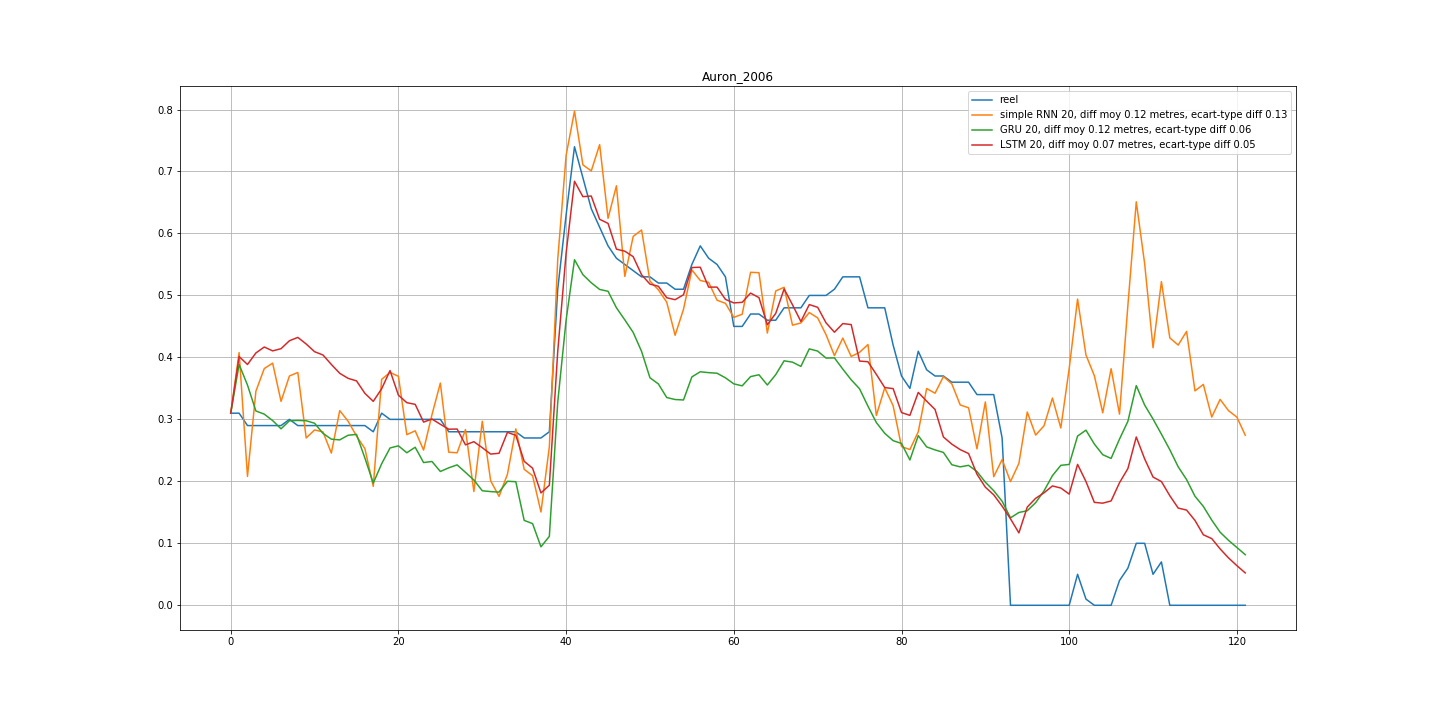 Auron_2006
reel
simple RNN 20, diff moy 0.12 metres, ecart-type diff 0.13
GRU 20, diff moy 0.12 metres, ecart-type diff 0.06
LSTM 20, diff moy 0.07 metres, ecart-type diff 0.05
0.8
0.7
0.6
0.5
0.4
0.3
0.2
0.1
0.0
0 20 40 60 80 100 120